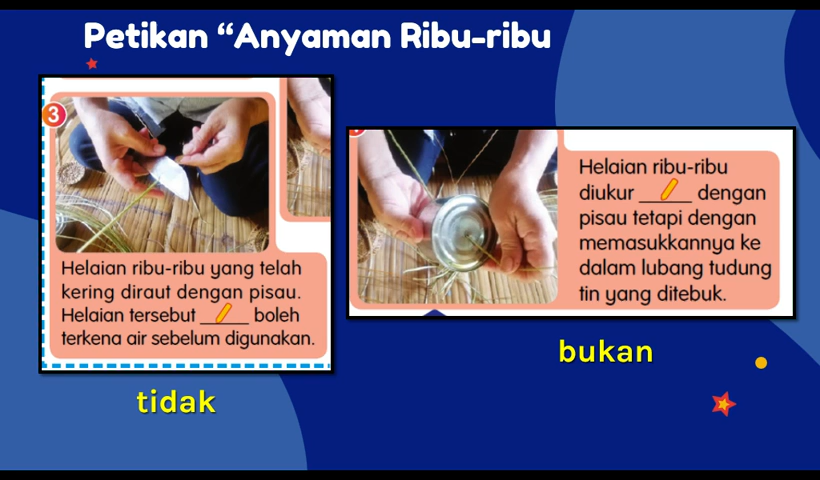 Petikan “Anyaman Ribu-ribu
3
Helaian ribu-ribu yang telah
kering diraut dengan pisau.
Helaian tersebut _____ boleh
terkena air sebelum digunakan.
tidak
Helaian ribu-ribu
diukur _____ dengan
pisau tetapi dengan
memasukkannya ke
dalam lubang tudung
tin yang ditebuk.
bukan